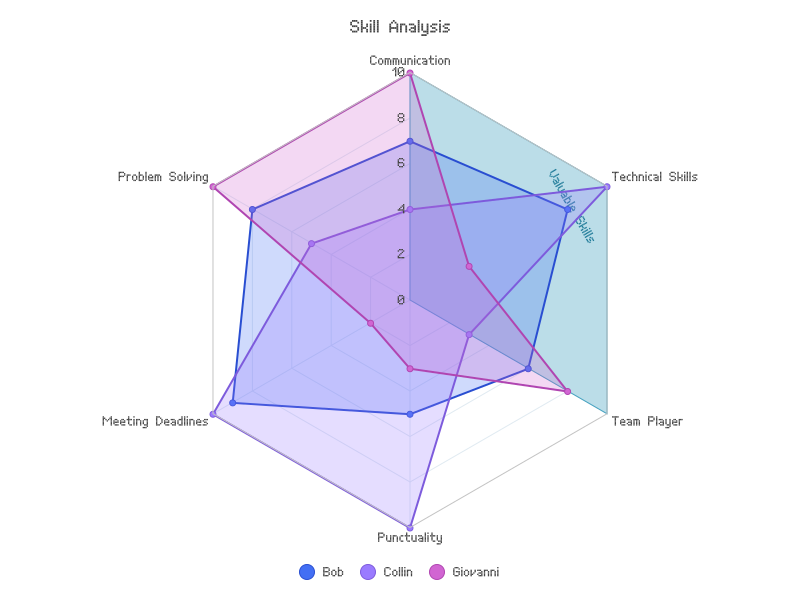 Skill Analysis
Communication
10
8
6
4
2
0
Problem Solving
Technical Skills
Valuable Skills
Meeting Deadlines
Team Player
Punctuality
Bob
Collin
Giovanni